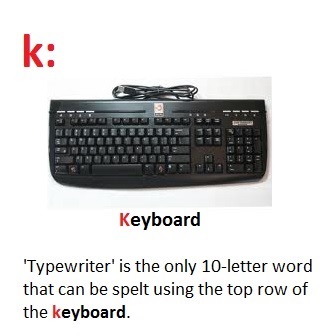 k:
Keyboard
'Typewriter' is the only 10-letter word
that can be spelt using the top row of
the keyboard.